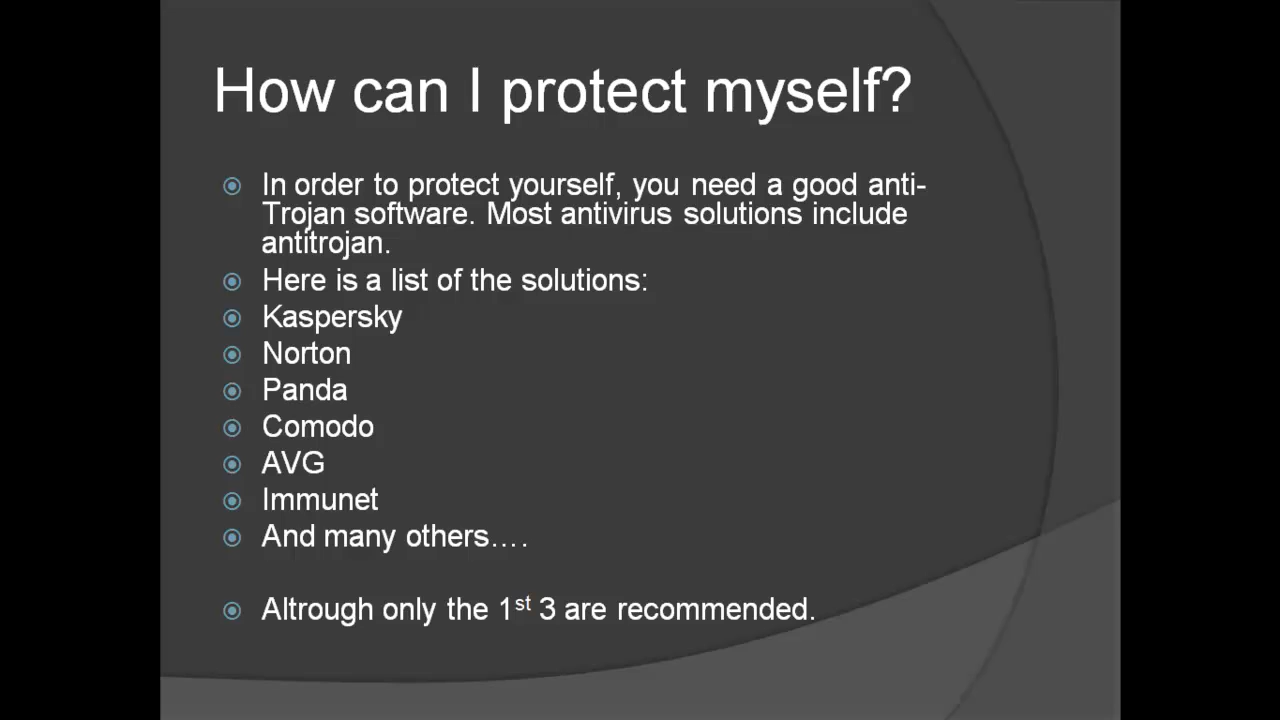 How can I protect myself?
In order to protect yourself, you need a good anti-
Trojan software. Most antivirus solutions include
antitrojan.
Here is a list of the solutions:
Kaspersky
Norton
Panda
Comodo
AVG
Immunet
And many others….
Altrough only the 1st 3 are recommended.